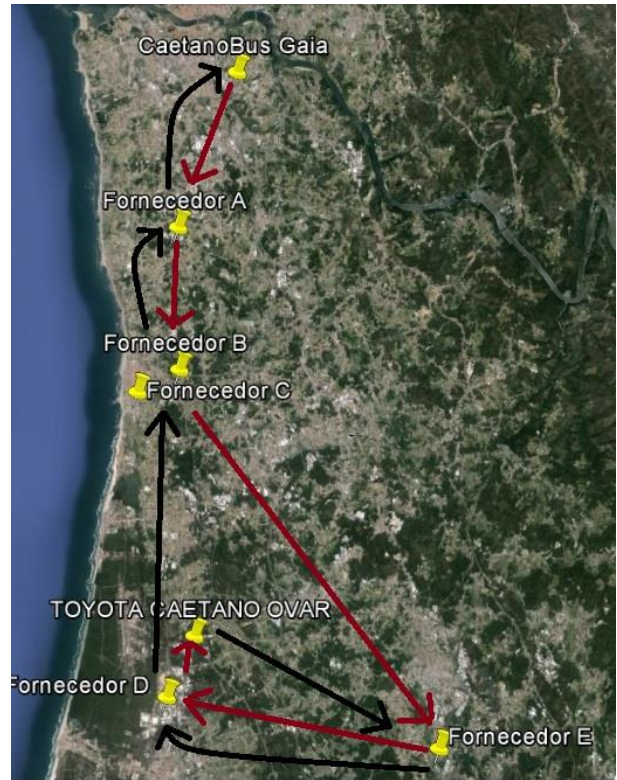 CaetanoBus Gaia
Fornecedor A
Fornecedor B
Fornecedor C
TOYOTA CAETANO OVAR
Fornecedor D
Fornecedor E